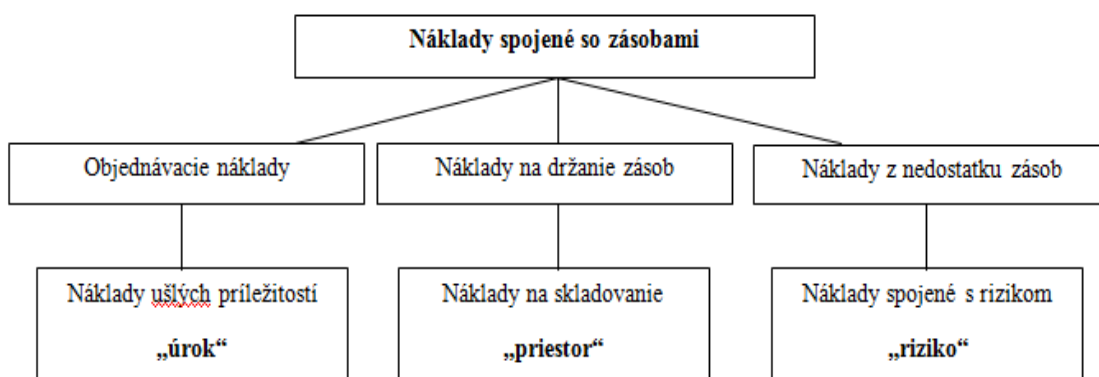 Náklady spojené so zásobami
Objednávacie náklady
Náklady na držanie zásob
Náklady z nedostatku zásob
Náklady ušlých príležitostí
„úrok“
Náklady na skladovanie
„priestor“
Náklady spojené s rizikom
„riziko“